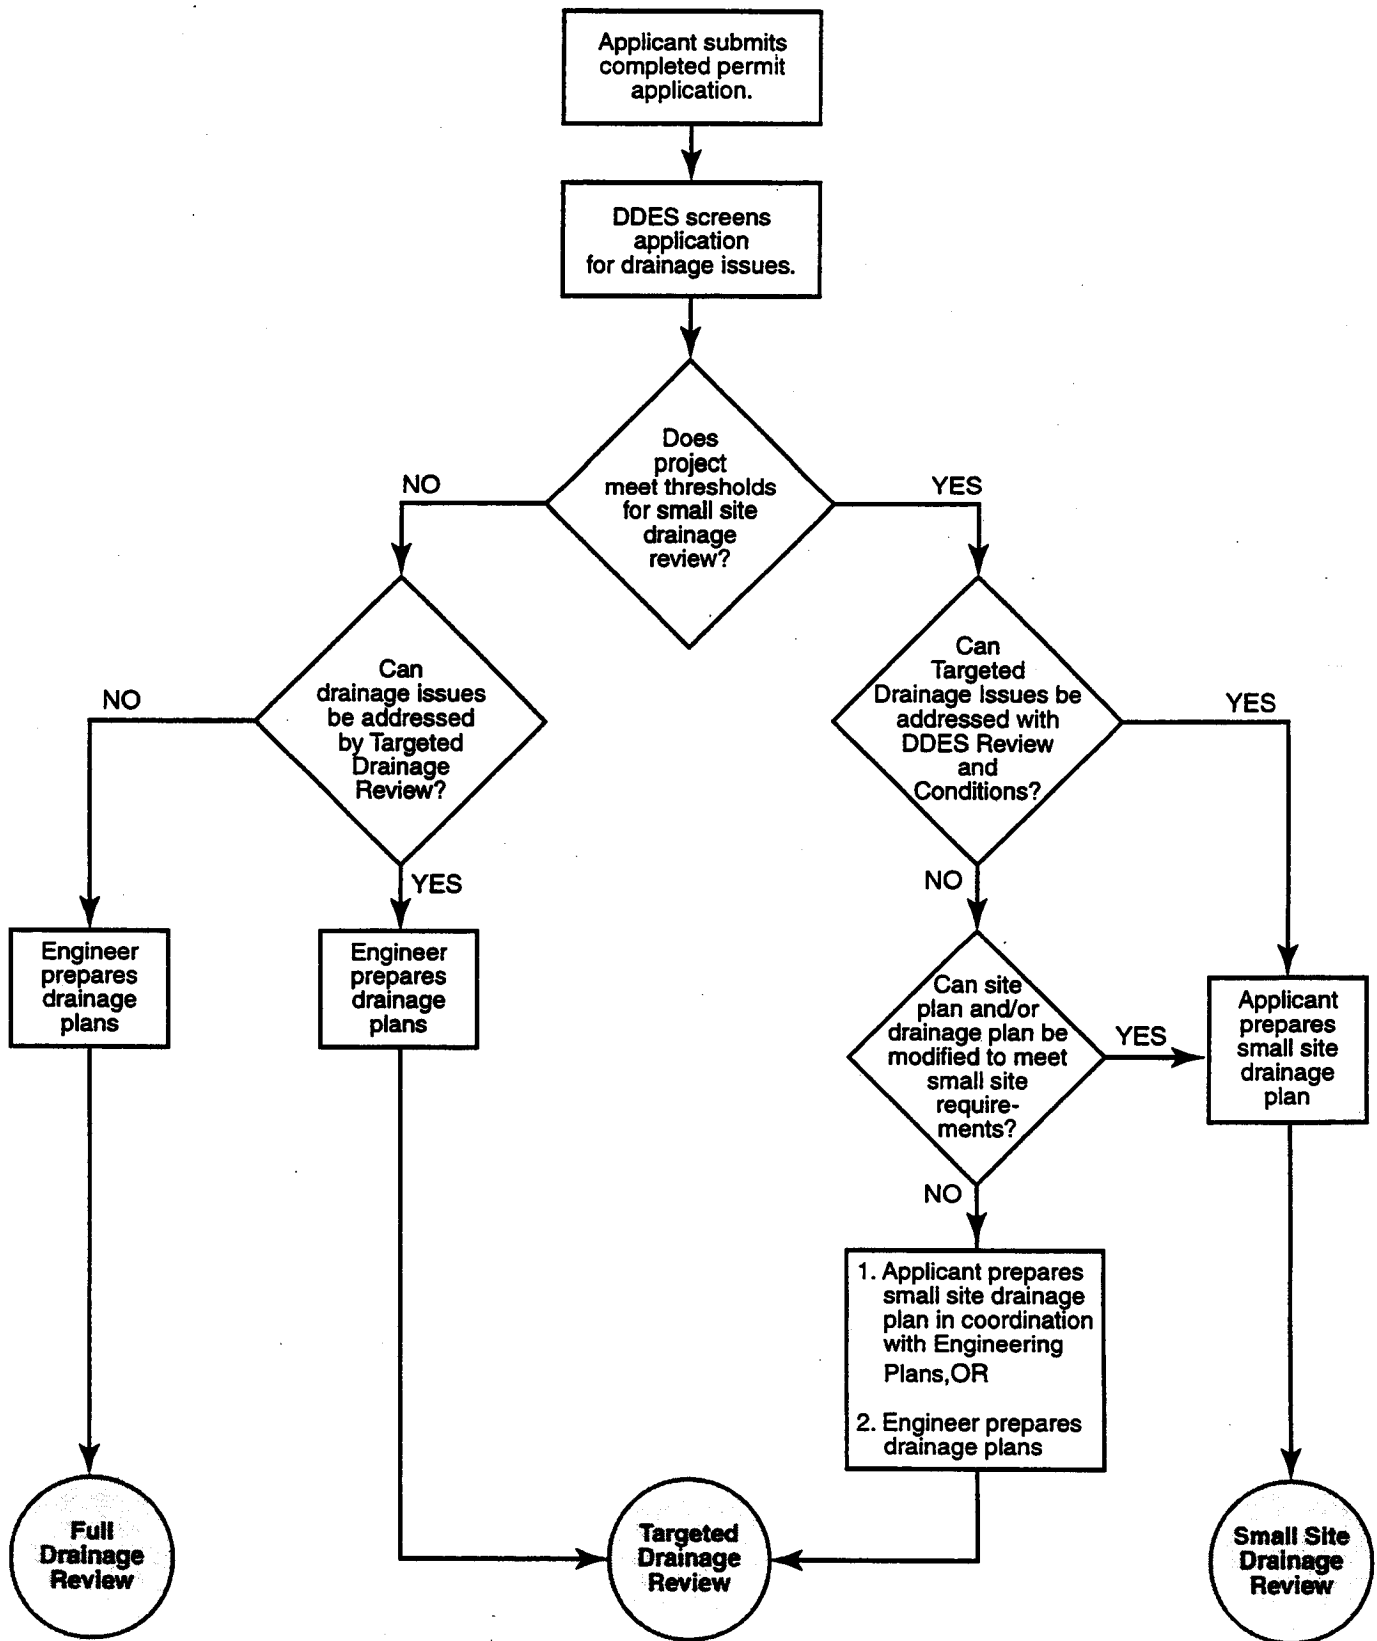 Applicant submits
completed permit
application.
DDES screens
application
for drainage issues.
Does
project
meet thresholds
for small site
drainage
review?
NO
YES
Can
drainage issues
be addressed
by Targeted
Drainage
Review?
NO
YES
Can
Targeted
Drainage Issues be
addressed with
DDES Review
and
Conditions?
YES
NO
Engineer
prepares
drainage
plans
Engineer
prepares
drainage
plans
Can site
plan and/or
drainage plan be
modified to meet
small site
require-
ments?
YES
NO
Applicant
prepares
small site
drainage
plan
1. Applicant prepares
small site drainage
plan in coordination
with Engineering
Plans,OR
2. Engineer prepares
drainage plans
Full
Drainage
Review
Targeted
Drainage
Review
Small Site
Drainage
Review